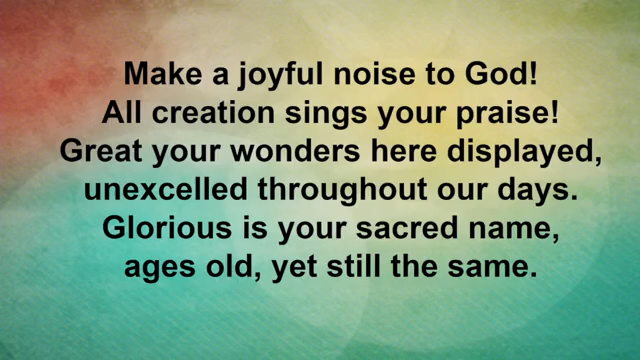 Make a joyful noise to God!
All creation sings your praise!
Great your wonders here displayed,
unexcelled throughout our days.
Glorious is your sacred name,
ages old, yet still the same.